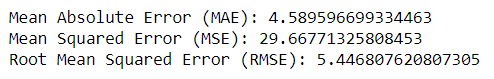 Mean Absolute Error (MAE): 4.589596699334463
Mean Squared Error (MSE): 29.66771325808453
Root Mean Squared Error (RMSE): 5.446807620807305